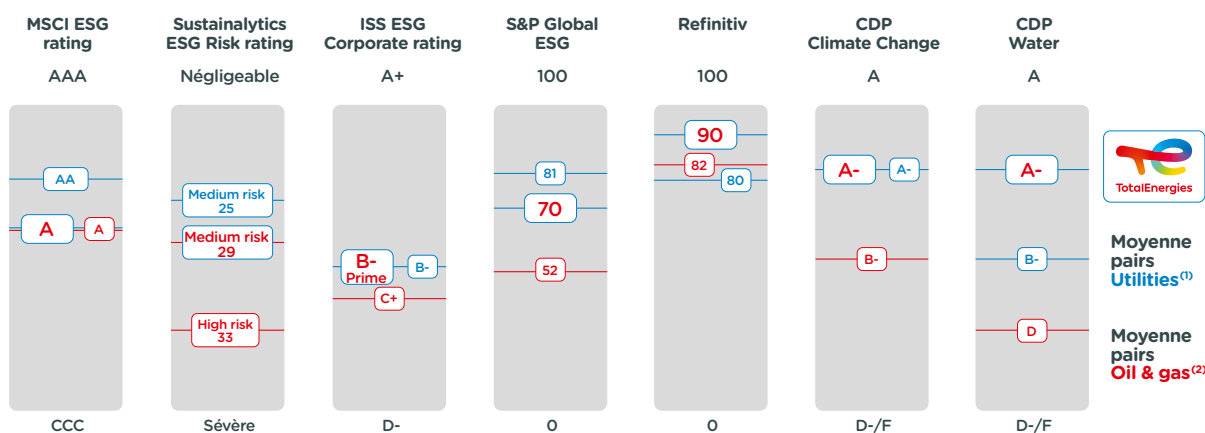 MSCI ESG
rating
AAA
AA
A
A
CCC
Sustainalytics
ESG Risk rating
Négligeable
Medium risk
25
Medium risk
29
High risk
33
Sévère
ISS ESG
Corporate rating
A+
B-
Prime
B-
C+
D-
S&P Global
ESG
100
81
70
52
0
Refinitiv
100
90
82
80
0
CDP
Climate Change
A
A-
A-
B-
D-/F
CDP
Water
A
A-
B-
D
D-/F
TotalEnergies
Moyenne
pairs
Utilities(1)
Moyenne
pairs
Oil & gas(2)